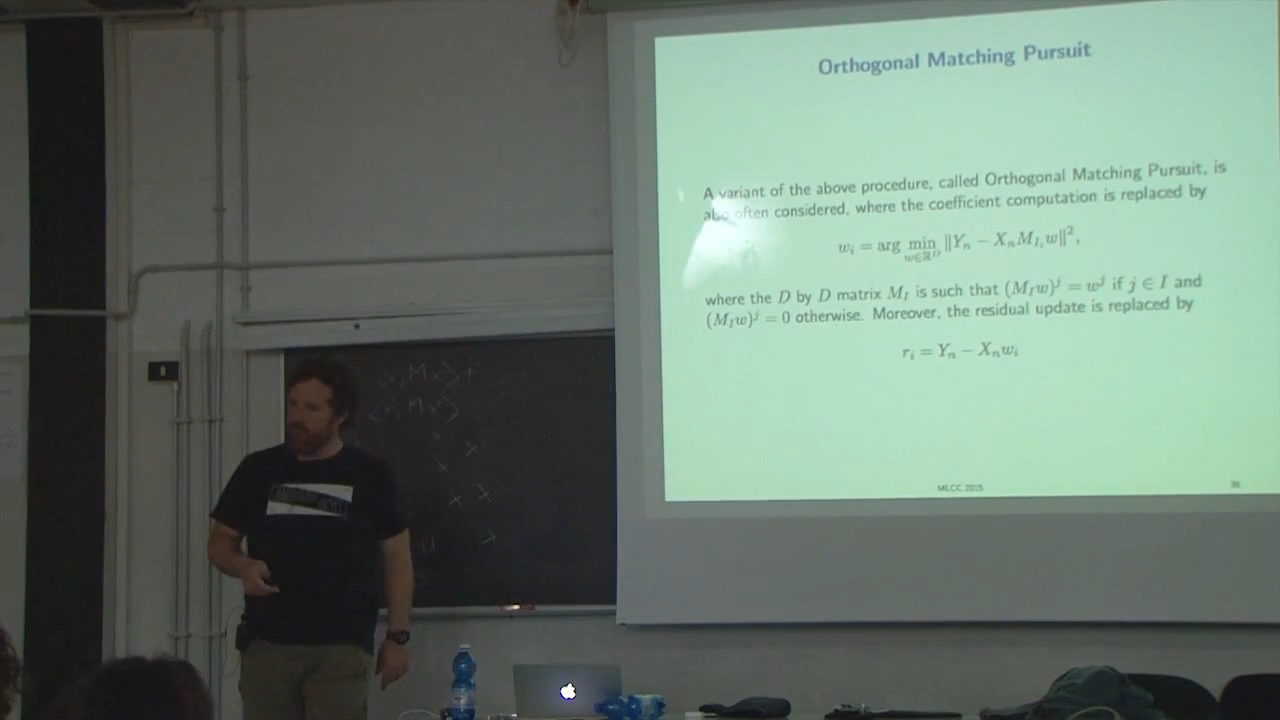 Orthogonal Matching Pursuit
A variant of the above procedure, called Orthogonal Matching Pursuit, is
also often considered, where the coefficient computation is replaced by
w_i = arg min_{w∈ℝ^D} ‖Y_n − X_n M_{I_i} w‖²,
where the D by D matrix M_I is such that (M_I w)^j = w^j if j ∈ I and
(M_I w)^j = 0 otherwise. Moreover, the residual update is replaced by
r_i = Y_n − X_n w_i
MLCC 2015